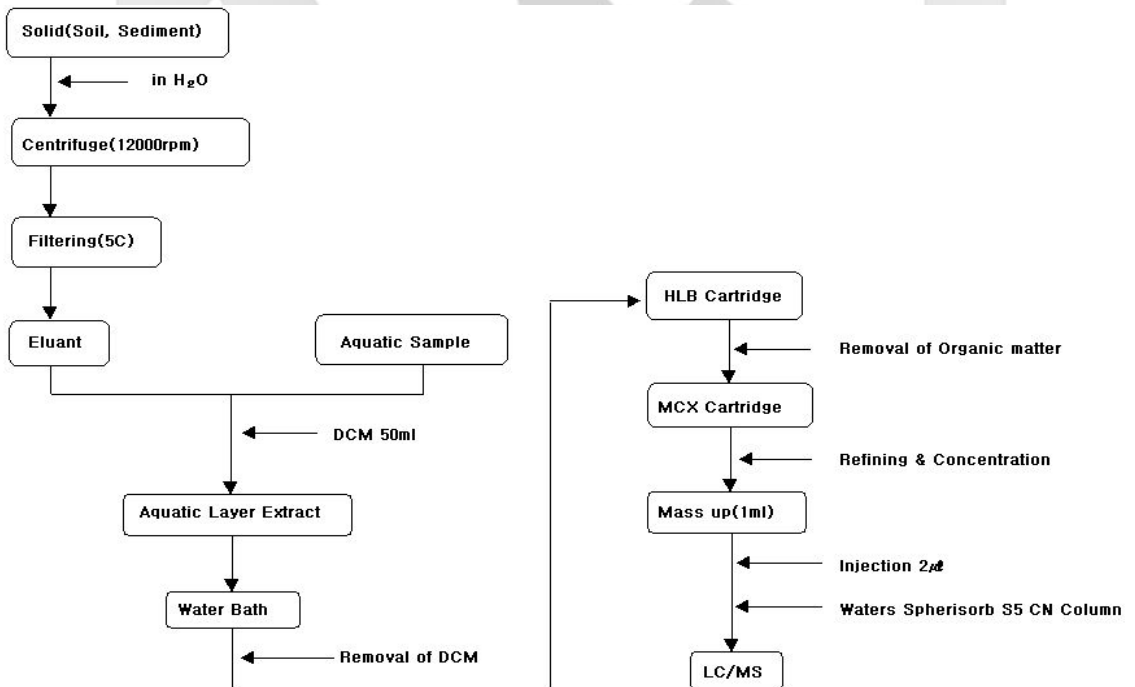 Solid(Soil, Sediment)
in H₂O
Centrifuge(12000rpm)
Filtering(5C)
Eluant
Aquatic Sample
DCM 50ml
Aquatic Layer Extract
Water Bath
Removal of DCM
HLB Cartridge
Removal of Organic matter
MCX Cartridge
Refining & Concentration
Mass up(1ml)
Injection 2㎕
Waters Spherisorb S5 CN Column
LC/MS